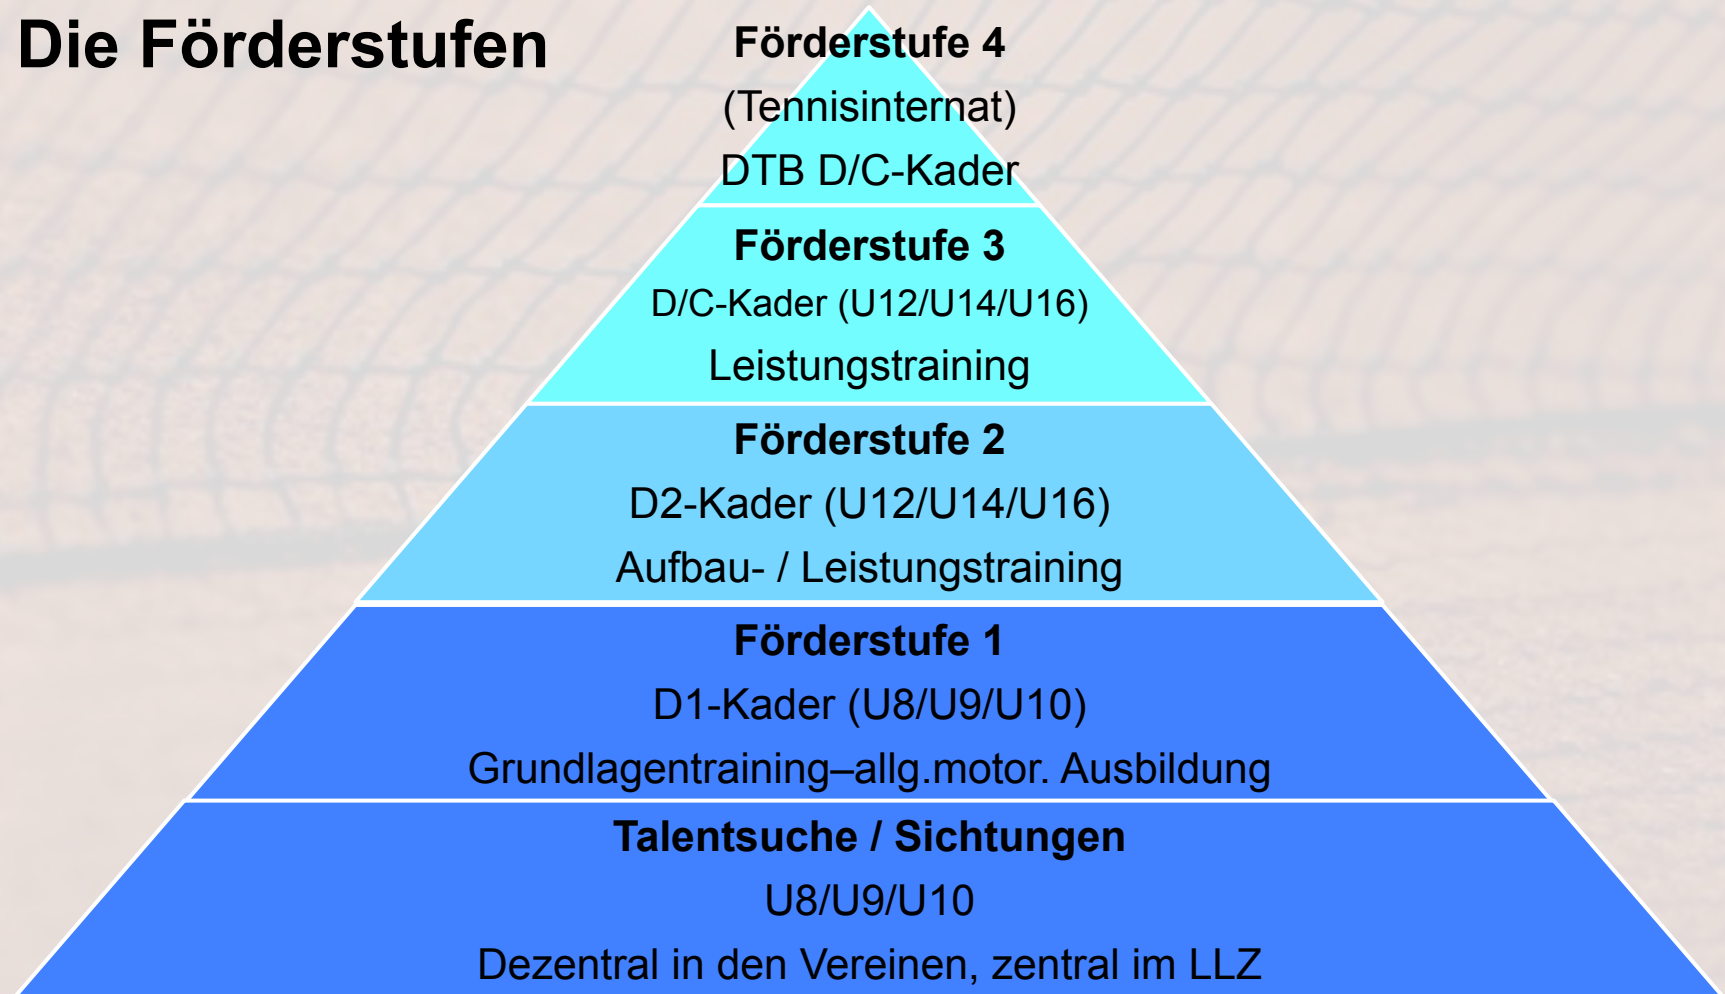 Die Förderstufen
Förderstufe 4
(Tennisinternat)
DTB D/C-Kader
Förderstufe 3
D/C-Kader (U12/U14/U16)
Leistungstraining
Förderstufe 2
D2-Kader (U12/U14/U16)
Aufbau- / Leistungstraining
Förderstufe 1
D1-Kader (U8/U9/U10)
Grundlagentraining–allg.motor. Ausbildung
Talentsuche / Sichtungen
U8/U9/U10
Dezentral in den Vereinen, zentral im LLZ